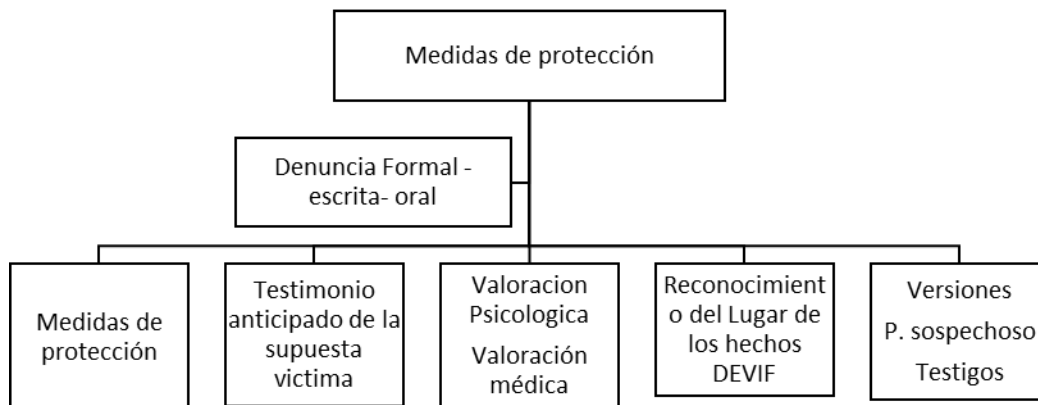 Medidas de protección
Denuncia Formal -
escrita- oral
Medidas de
protección
Testimonio
anticipado de la
supuesta
victima
Valoracion
Psicologica
Valoración
médica
Reconocimient
o del Lugar de
los hechos
DEVIF
Versiones
P. sospechoso
Testigos